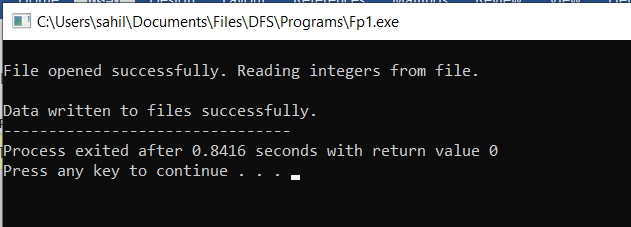 C:\Users\sahil\Documents\Files\DFS\Programs\Fp1.exe
File opened successfully. Reading integers from file.
Data written to files successfully.
--------------------------------
Process exited after 0.8416 seconds with return value 0
Press any key to continue . . .